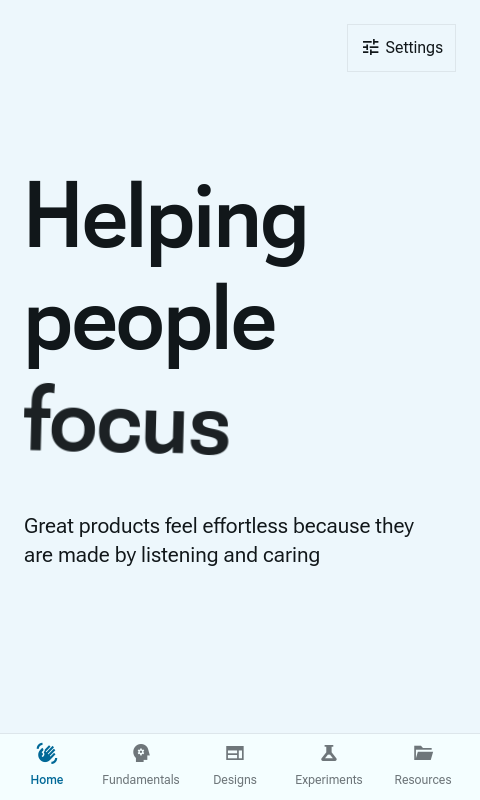 Settings
Helping
people
focus
Great products feel effortless because they
are made by listening and caring
Home
Fundamentals
Designs
Experiments
Resources